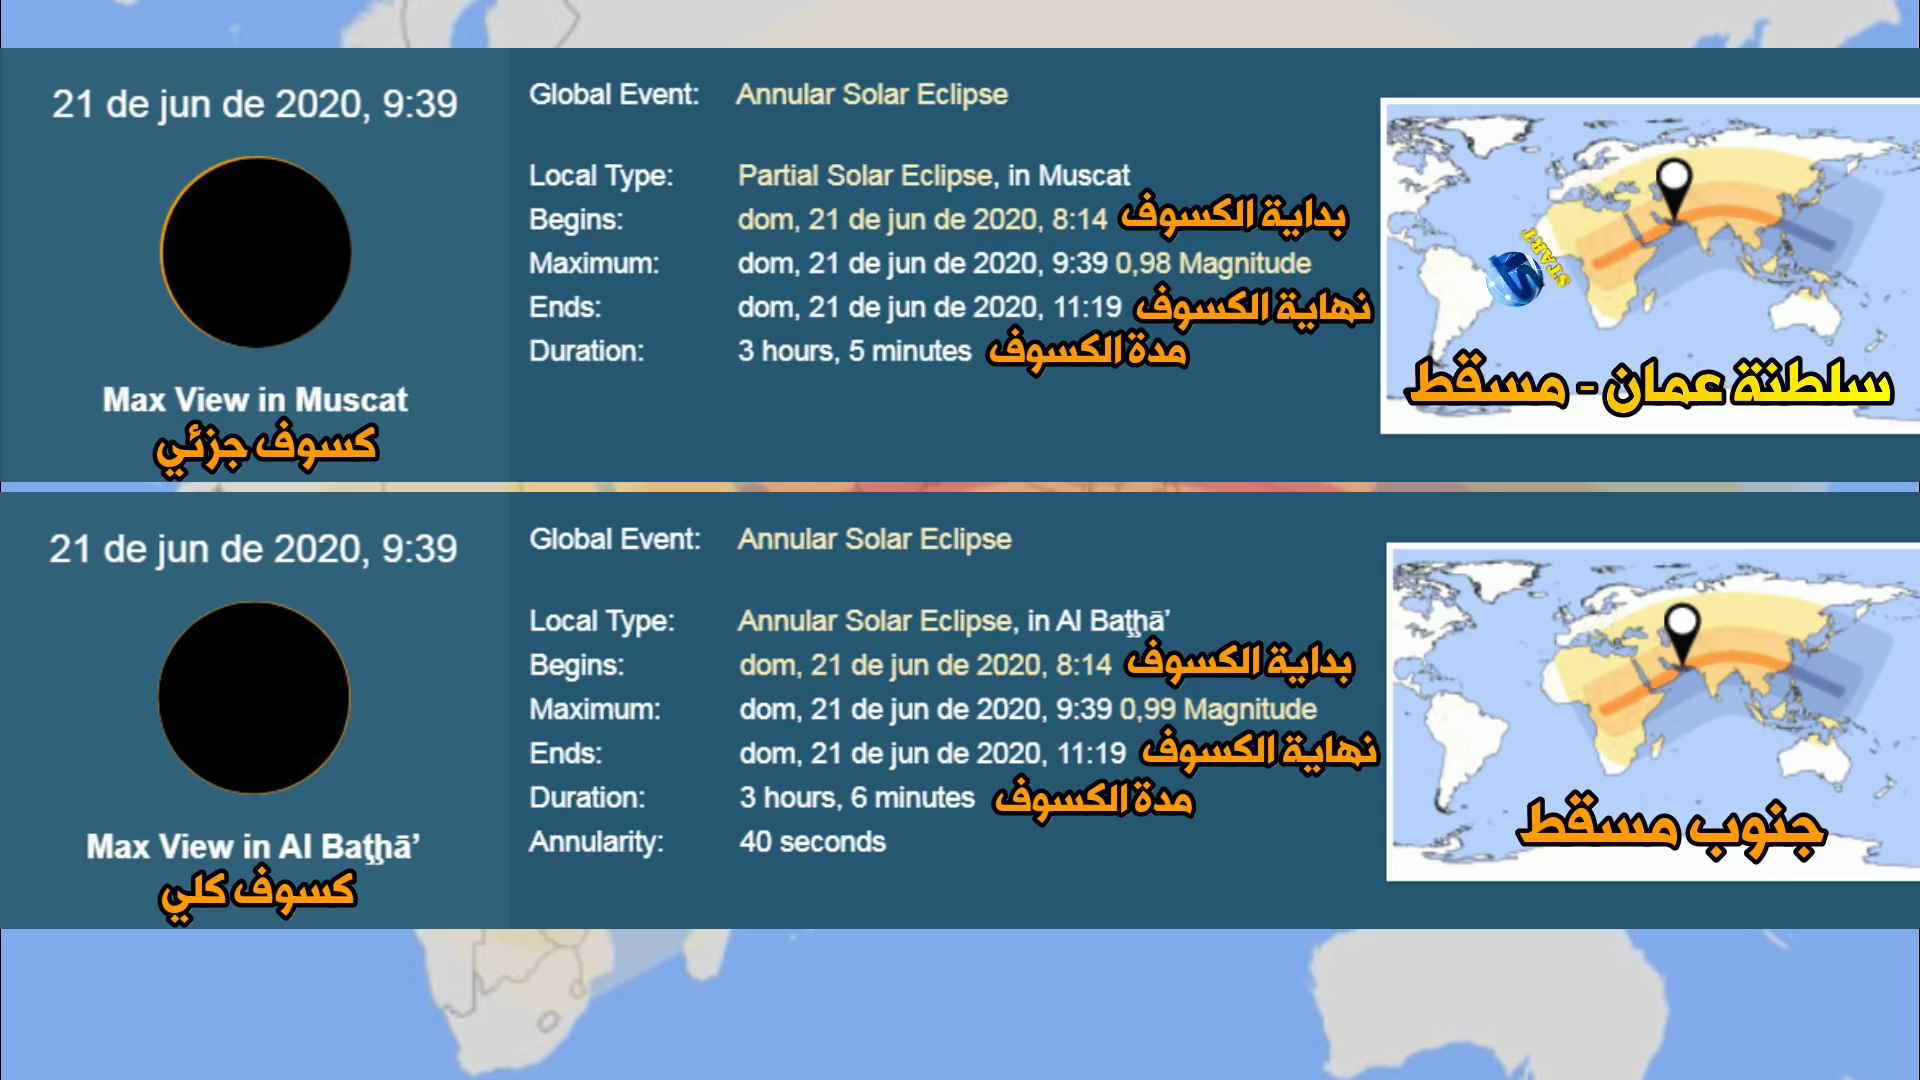 21 de jun de 2020, 9:39
Max View in Muscat
كسوف جزئي
Global Event: Annular Solar Eclipse
Local Type: Partial Solar Eclipse, in Muscat
Begins: dom, 21 de jun de 2020, 8:14 بداية الكسوف
Maximum: dom, 21 de jun de 2020, 9:39 0,98 Magnitude
Ends: dom, 21 de jun de 2020, 11:19 نهاية الكسوف
Duration: 3 hours, 5 minutes مدة الكسوف
START
سلطنة عمان - مسقط
21 de jun de 2020, 9:39
Max View in Al Baţḩā’
كسوف كلي
Global Event: Annular Solar Eclipse
Local Type: Annular Solar Eclipse, in Al Baţḩā’
Begins: dom, 21 de jun de 2020, 8:14 بداية الكسوف
Maximum: dom, 21 de jun de 2020, 9:39 0,99 Magnitude
Ends: dom, 21 de jun de 2020, 11:19 نهاية الكسوف
Duration: 3 hours, 6 minutes مدة الكسوف
Annularity: 40 seconds
جنوب مسقط